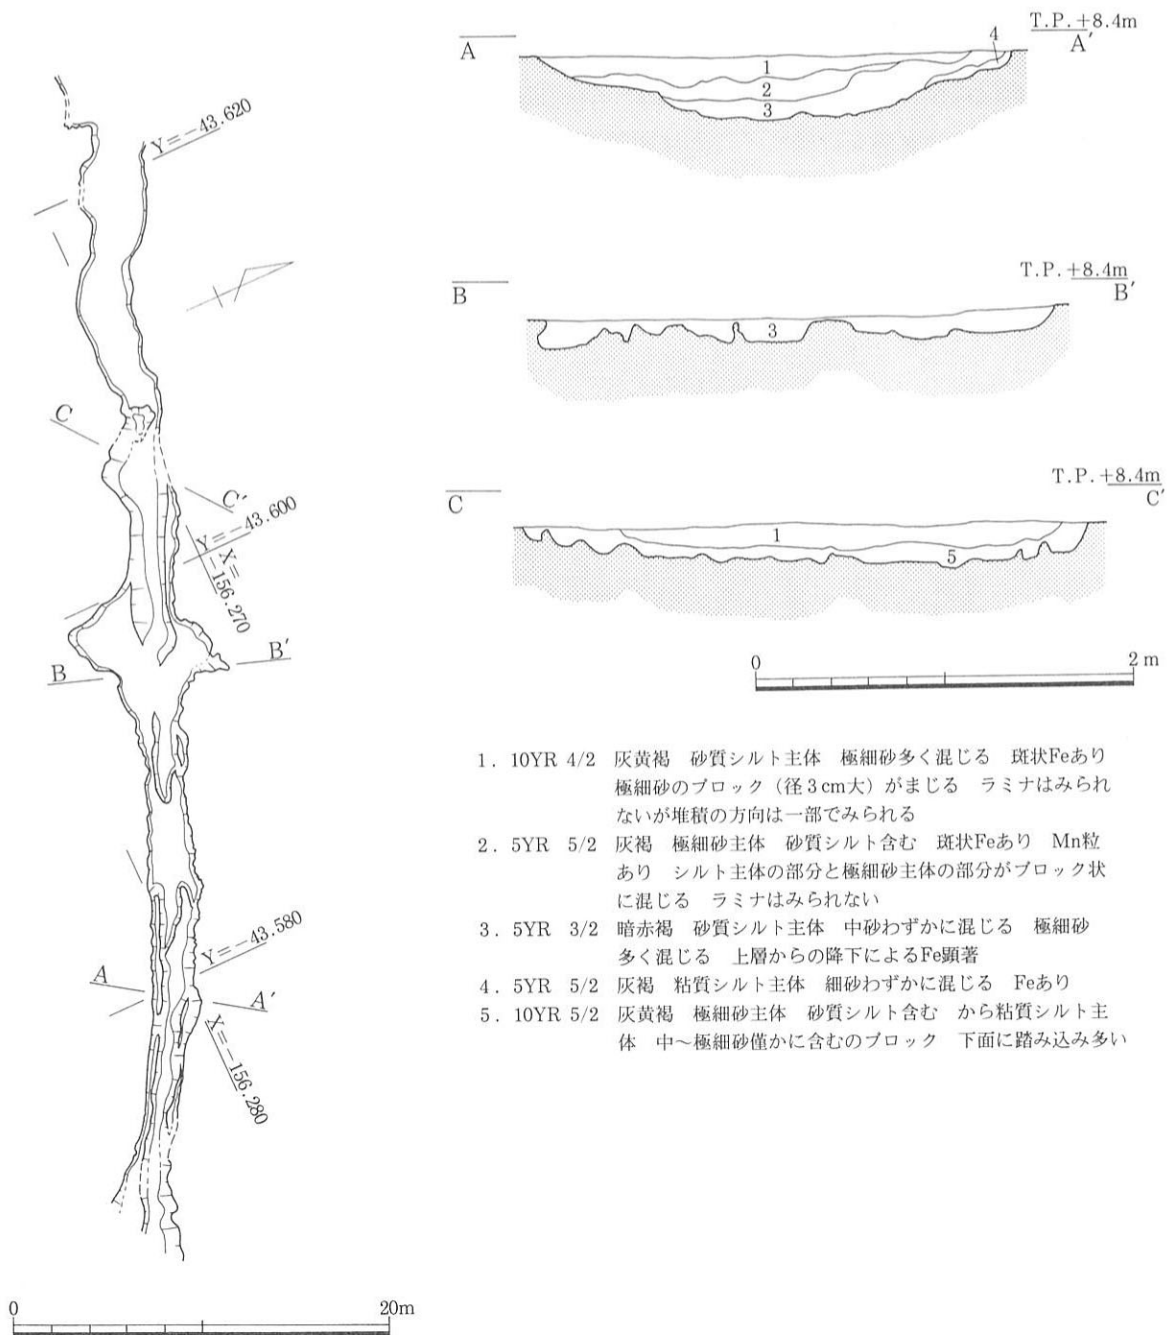 Y=-43.620
C
C'
Y=-43.600
X=
-156.270
B
B'
Y=-43.580
A
A'
X=-156.280
0
20m
A
T.P.+8.4m
A'
4
1
2
3
B
T.P.+8.4m
B'
3
C
T.P.+8.4m
C'
1
5
0
2 m
1. 10YR 4/2 灰黄褐 砂質シルト主体 極細砂多く混じる 斑状Feあり
極細砂のブロック（径3cm大）がまじる ラミナはみられ
ないが堆積の方向は一部でみられる
2. 5YR 5/2 灰褐 極細砂主体 砂質シルト含む 斑状Feあり Mn粒
あり シルト主体の部分と極細砂主体の部分がブロック状
に混じる ラミナはみられない
3. 5YR 3/2 暗赤褐 砂質シルト主体 中砂わずかに混じる 極細砂
多く混じる 上層からの降下によるFe顕著
4. 5YR 5/2 灰褐 粘質シルト主体 細砂わずかに混じる Feあり
5. 10YR 5/2 灰黄褐 極細砂主体 砂質シルト含む から粘質シルト主
体 中～極細砂僅かに含むのブロック 下面に踏み込み多い